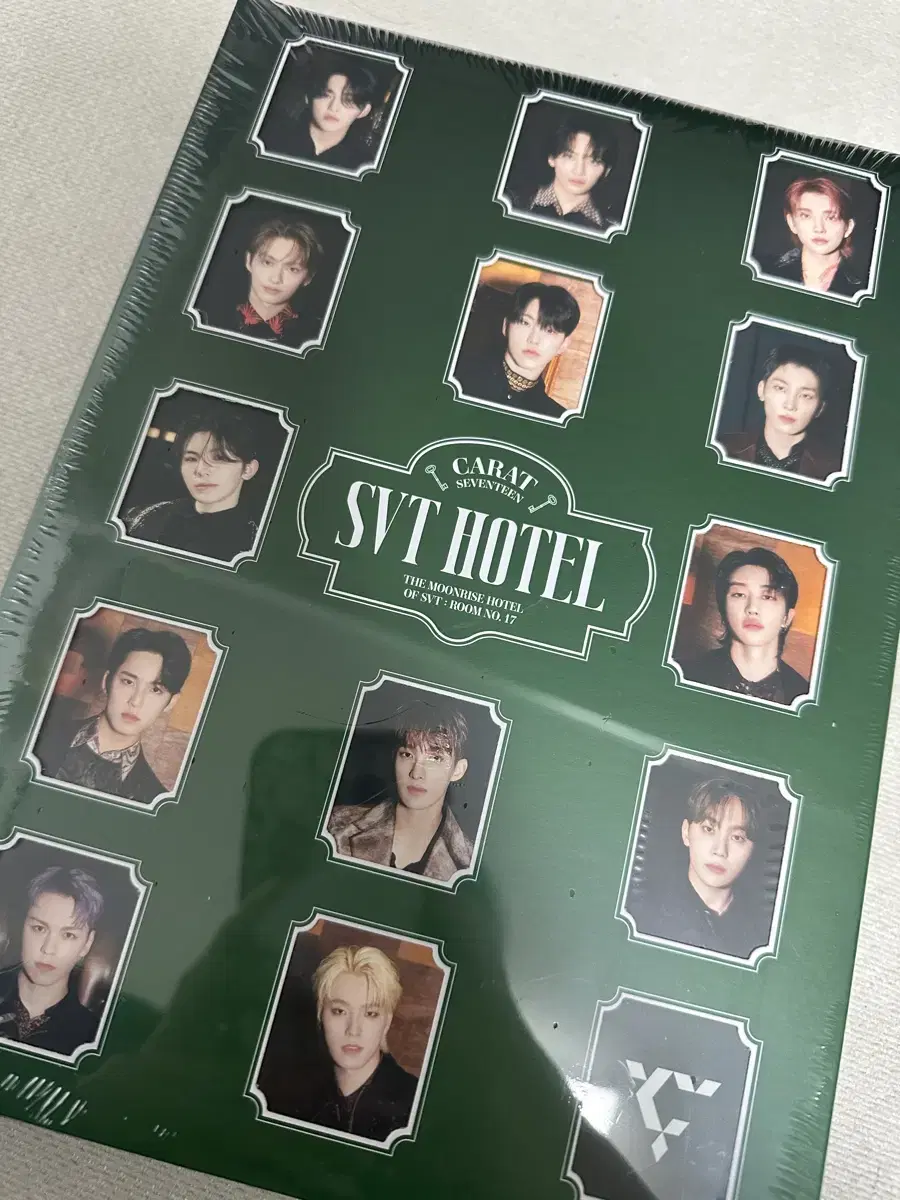 CARAT
SEVENTEEN
SVT HOTEL
THE MOONRISE HOTEL
OF SVT : ROOM NO. 17